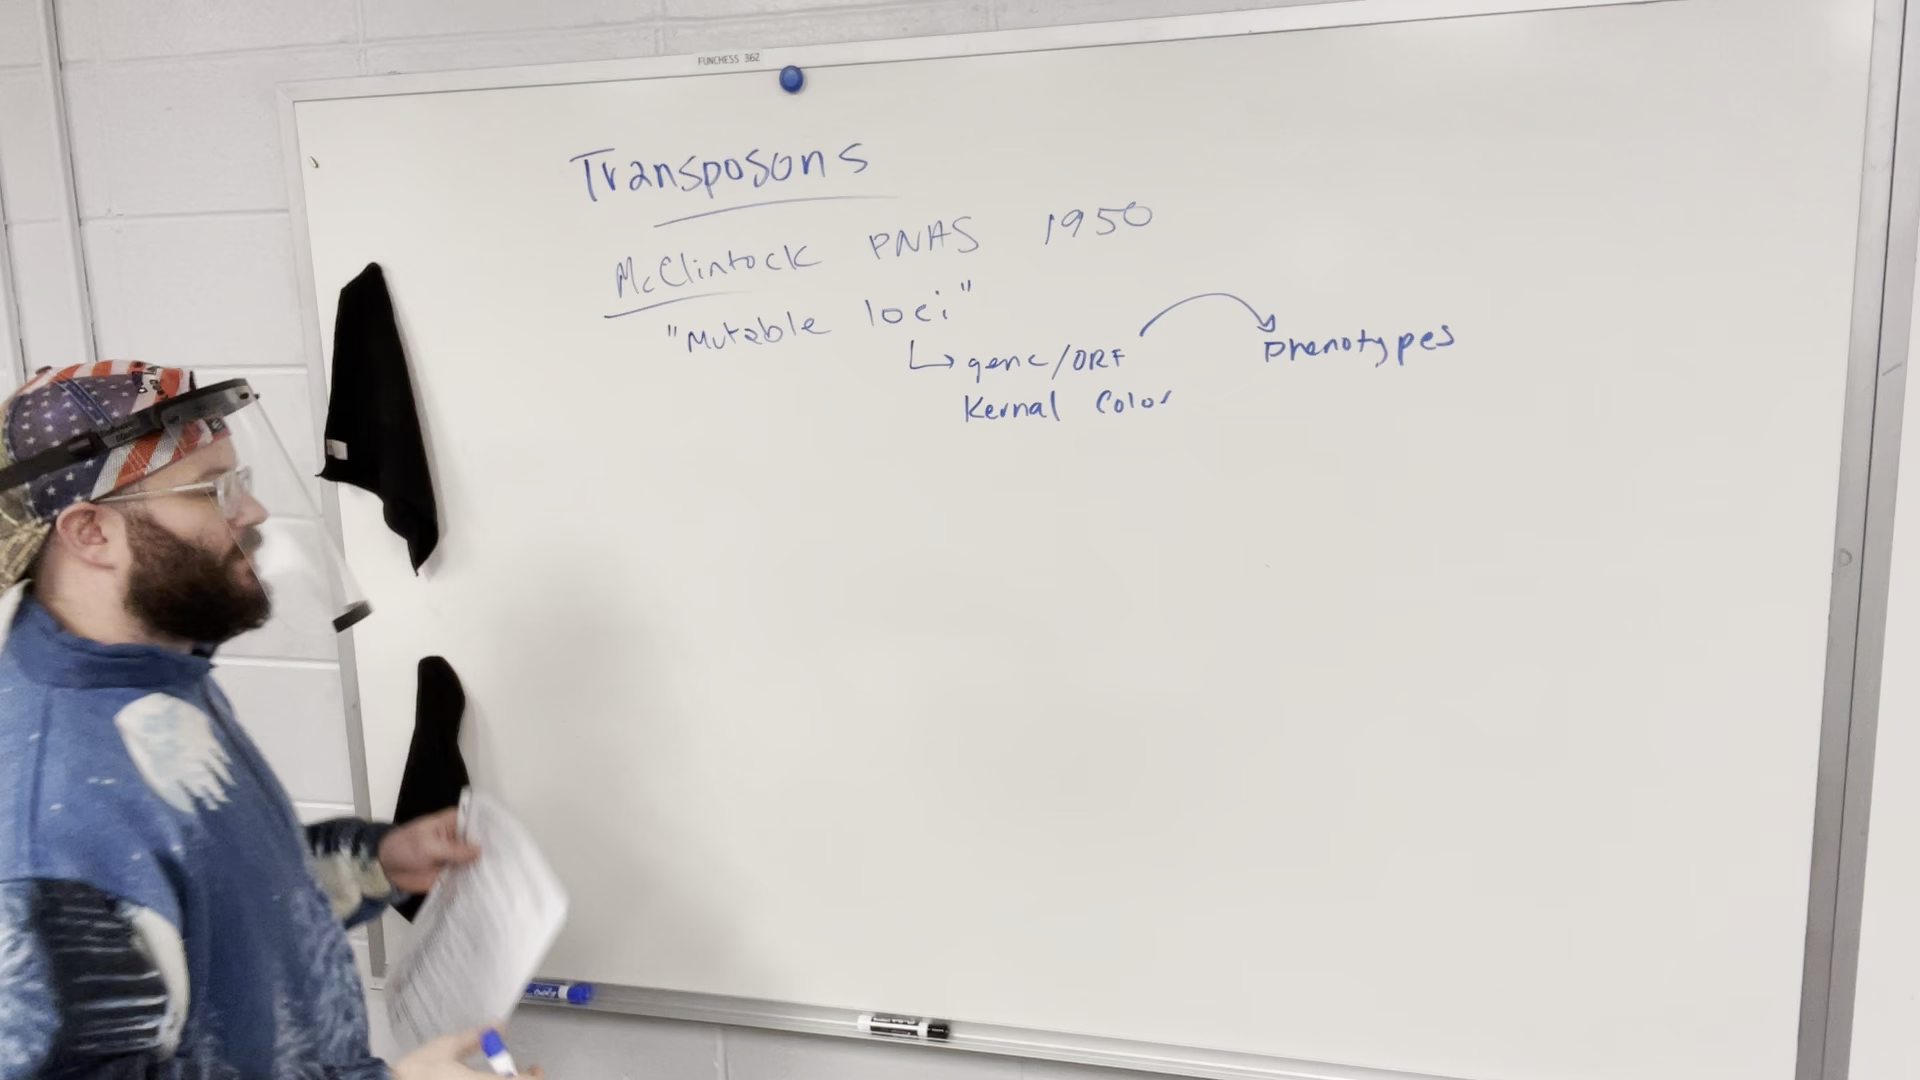 FUNCHESS 362
Transposons
McClintock PNAS 1950
"Mutable loci"
↳ gene/ORF Phenotypes
Kernal Color